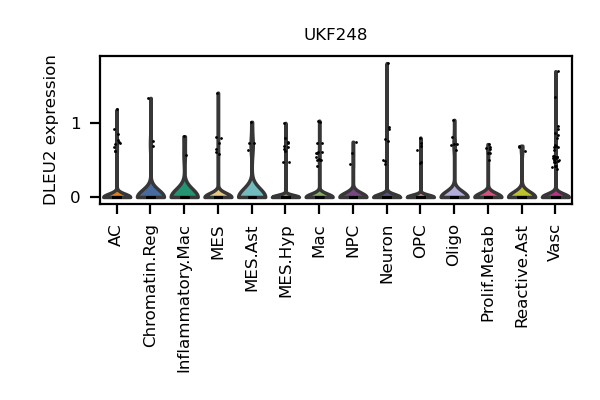 UKF248
DLEU2 expression
1
0
AC
Chromatin.Reg
Inflammatory.Mac
MES
MES.Ast
MES.Hyp
Mac
NPC
Neuron
OPC
Oligo
Prolif.Metab
Reactive.Ast
Vasc